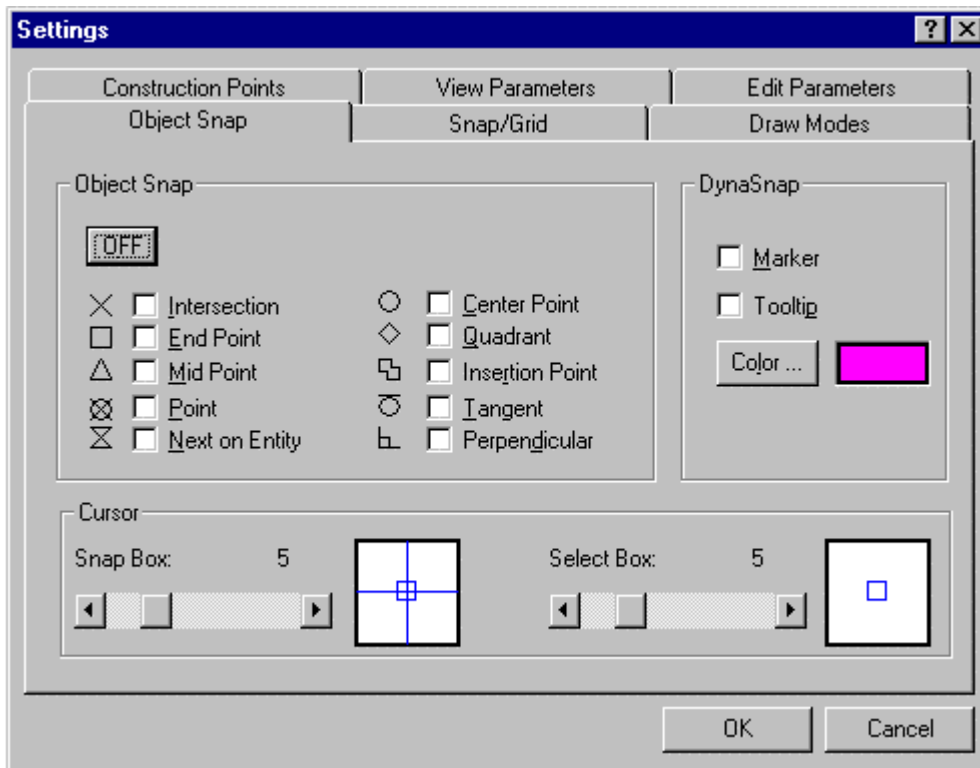 Settings
Construction Points View Parameters Edit Parameters
Object Snap Snap/Grid Draw Modes
Object Snap
OFF
Intersection Center Point
End Point Quadrant
Mid Point Insertion Point
Point Tangent
Next on Entity Perpendicular
DynaSnap
Marker
Tooltip
Color ...
Cursor
Snap Box: 5 Select Box: 5
OK Cancel